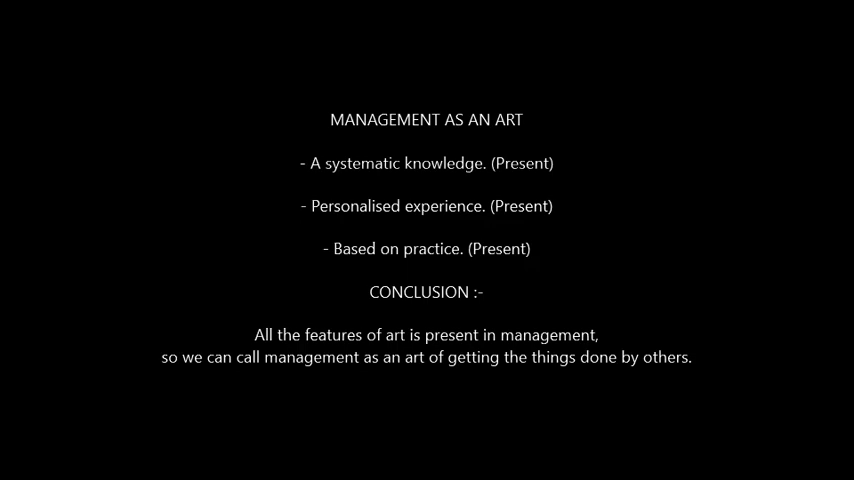 MANAGEMENT AS AN ART
- A systematic knowledge. (Present)
- Personalised experience. (Present)
- Based on practice. (Present)
CONCLUSION :-
All the features of art is present in management,
so we can call management as an art of getting the things done by others.